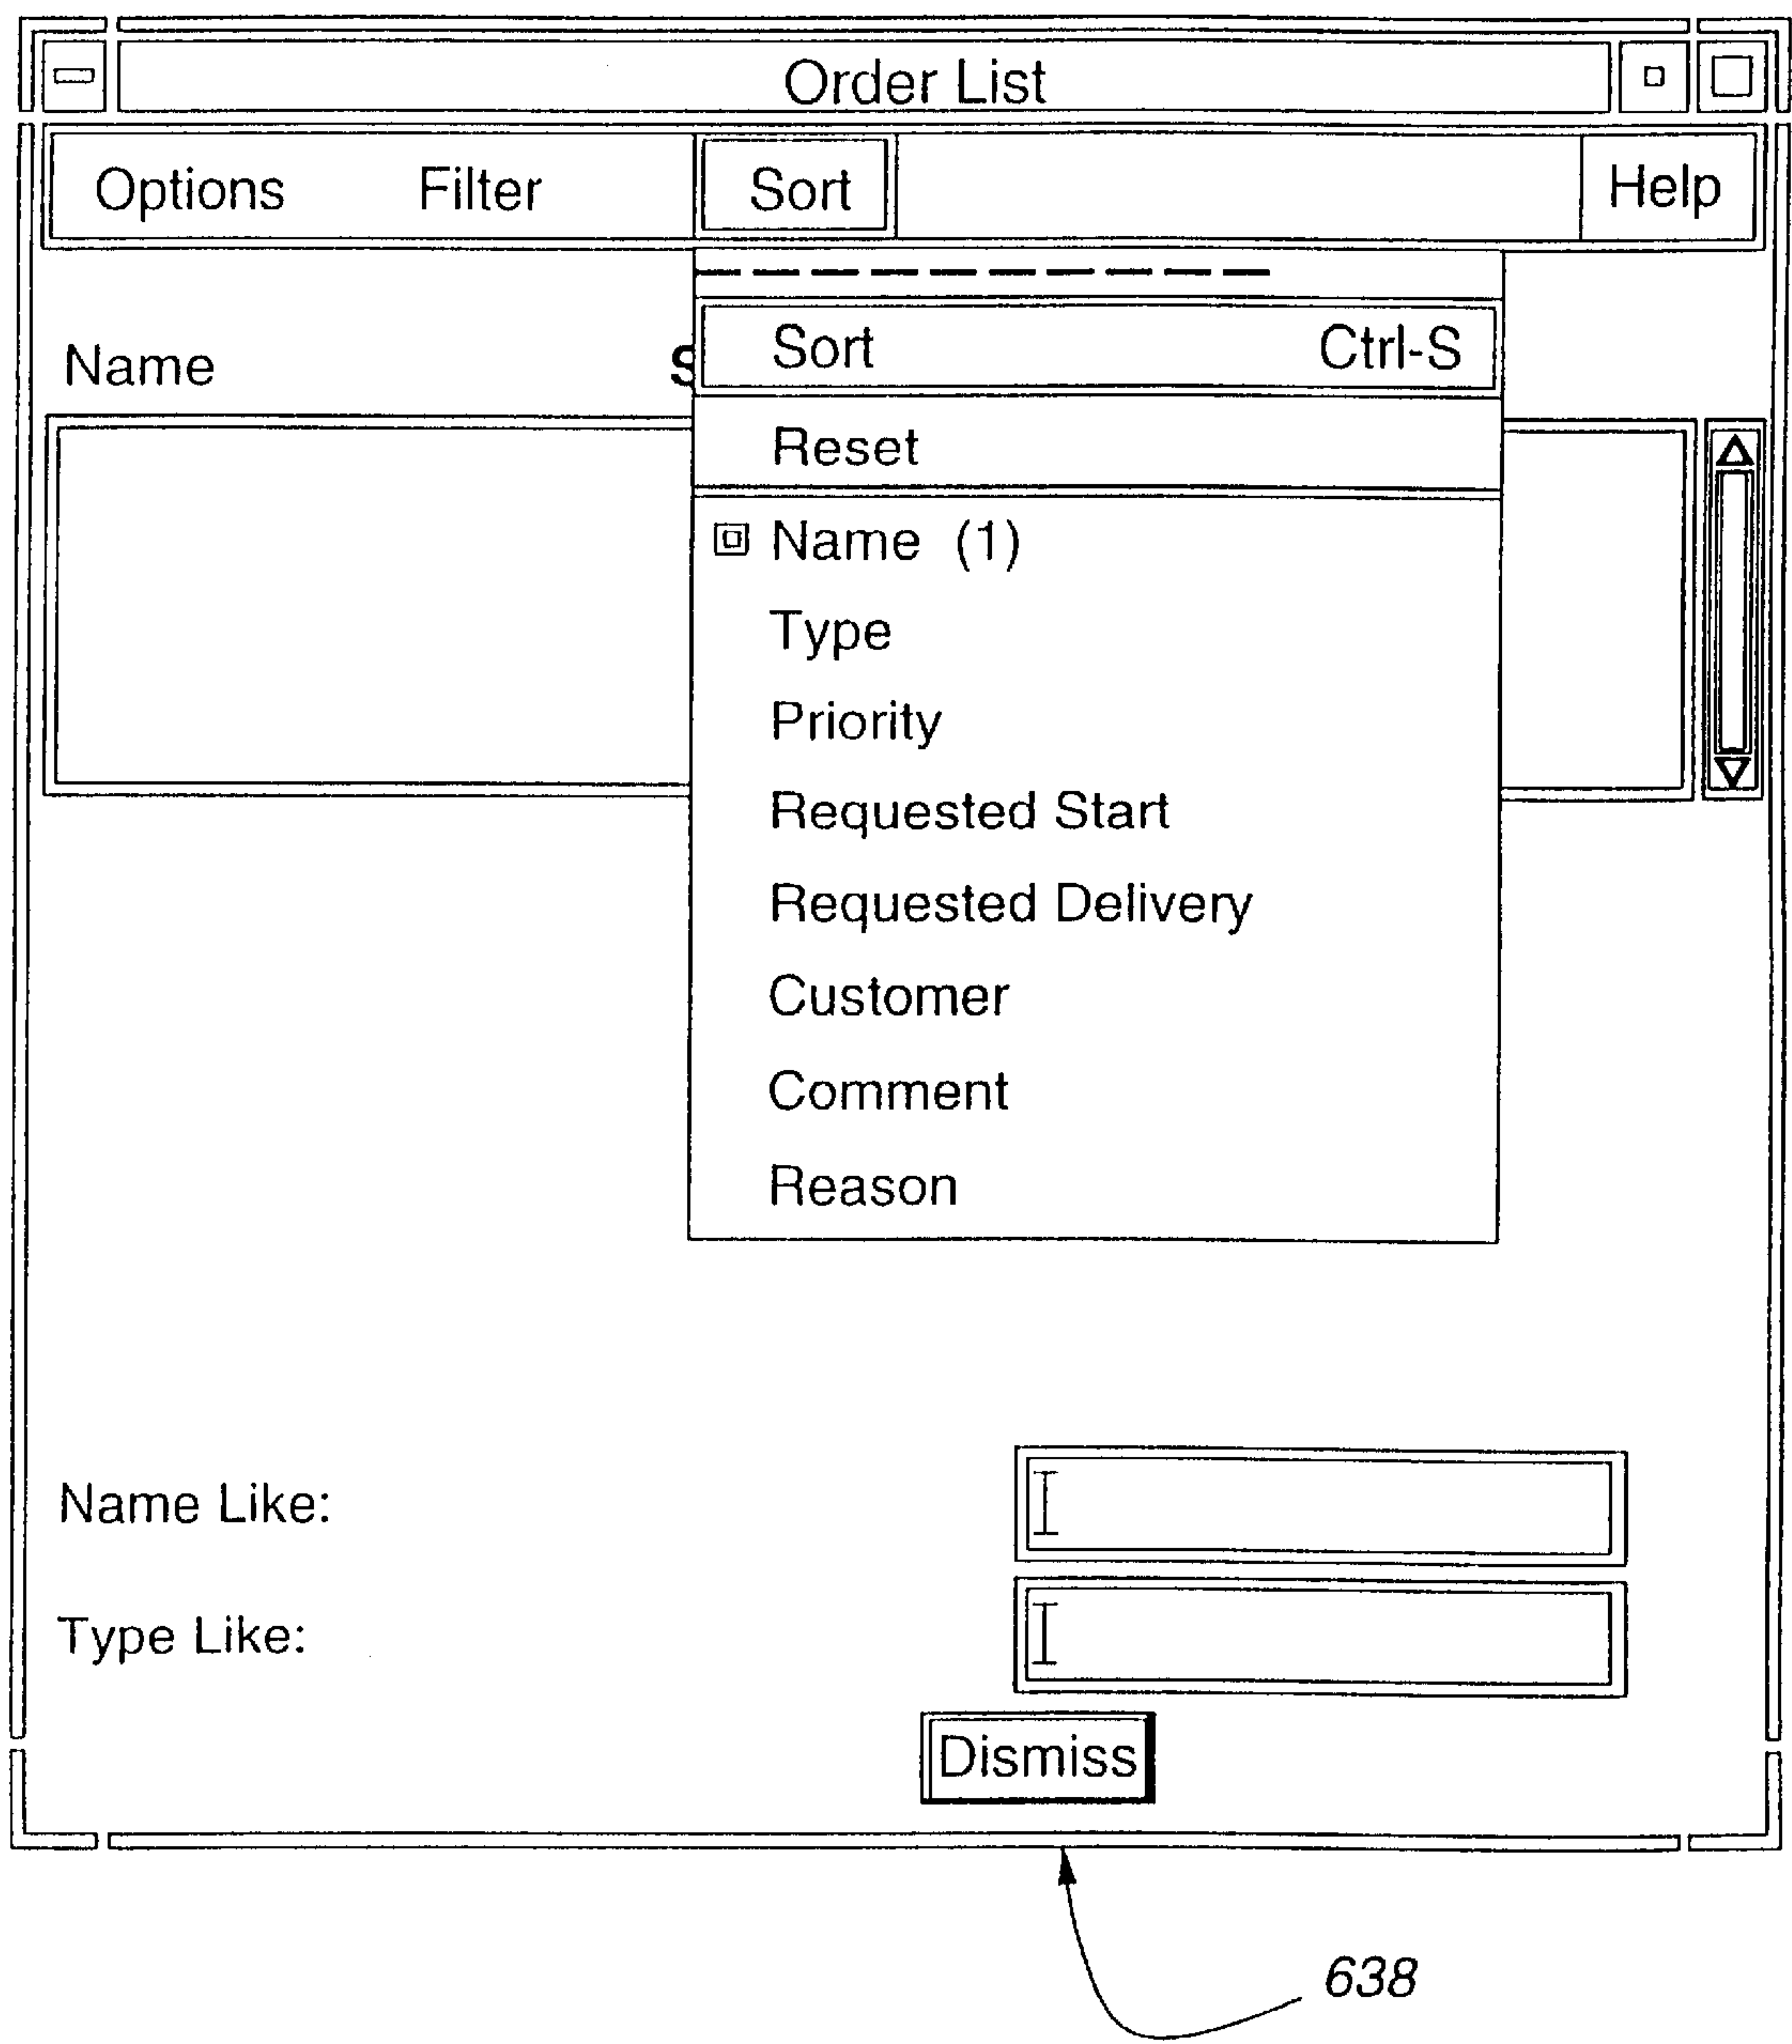 Order List
Options Filter Sort Help
Sort Ctrl-S
Name S
Reset
Name (1)
Type
Priority
Requested Start
Requested Delivery
Customer
Comment
Reason
Name Like:
Type Like:
Dismiss
638